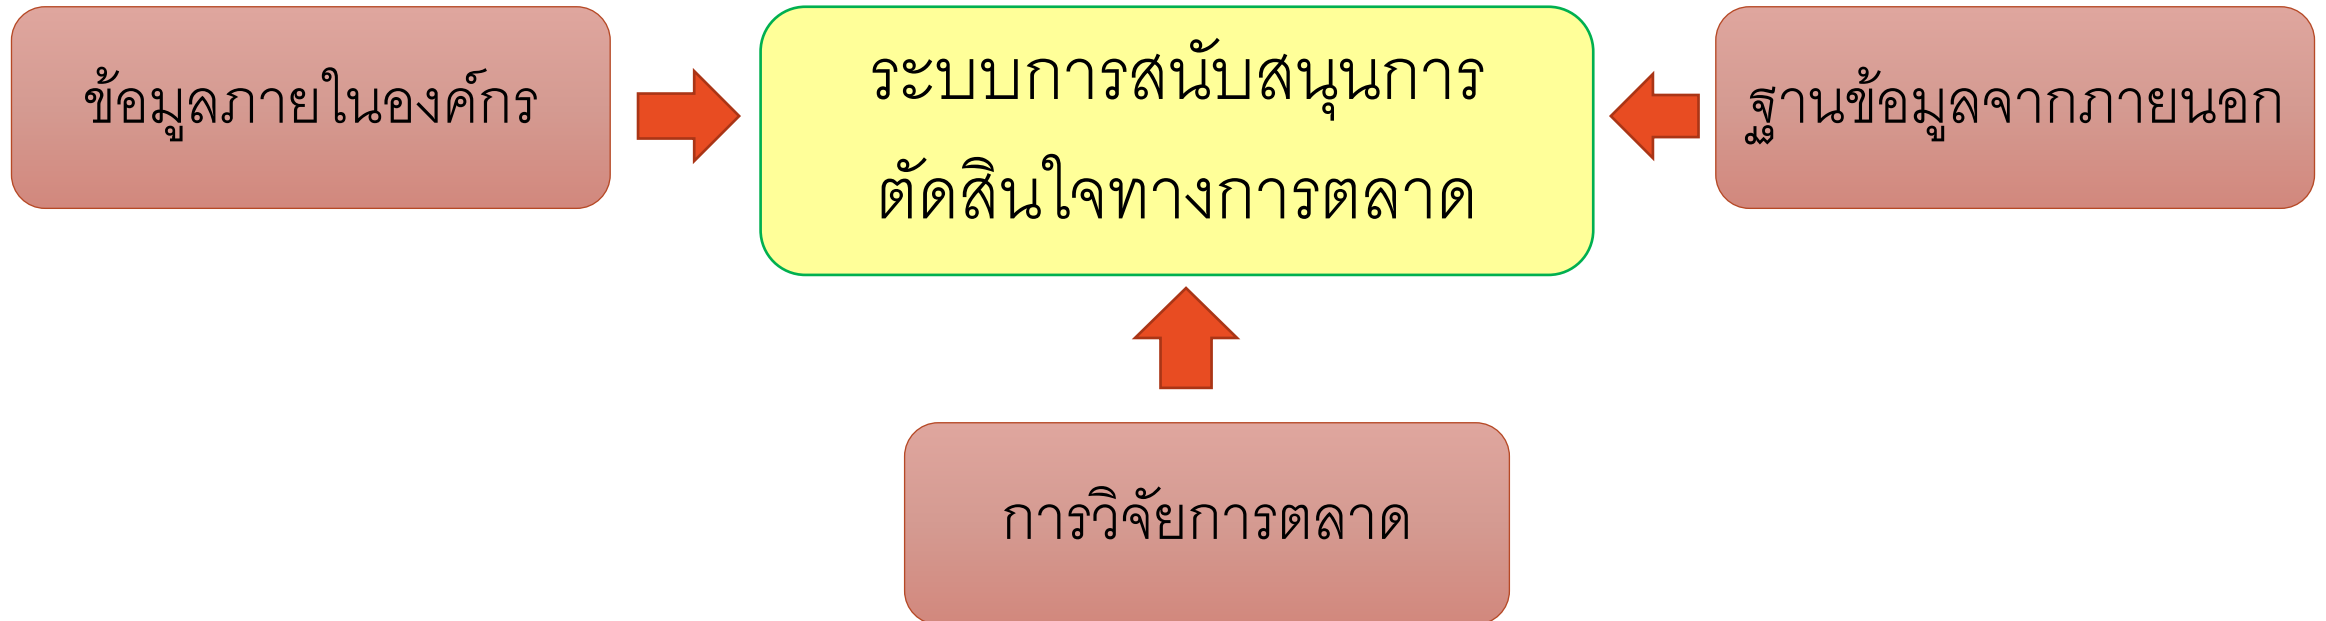 ข้อมูลภายในองค์กร
ระบบการสนับสนุนการ
ตัดสินใจทางการตลาด
ฐานข้อมูลจากภายนอก
การวิจัยการตลาด